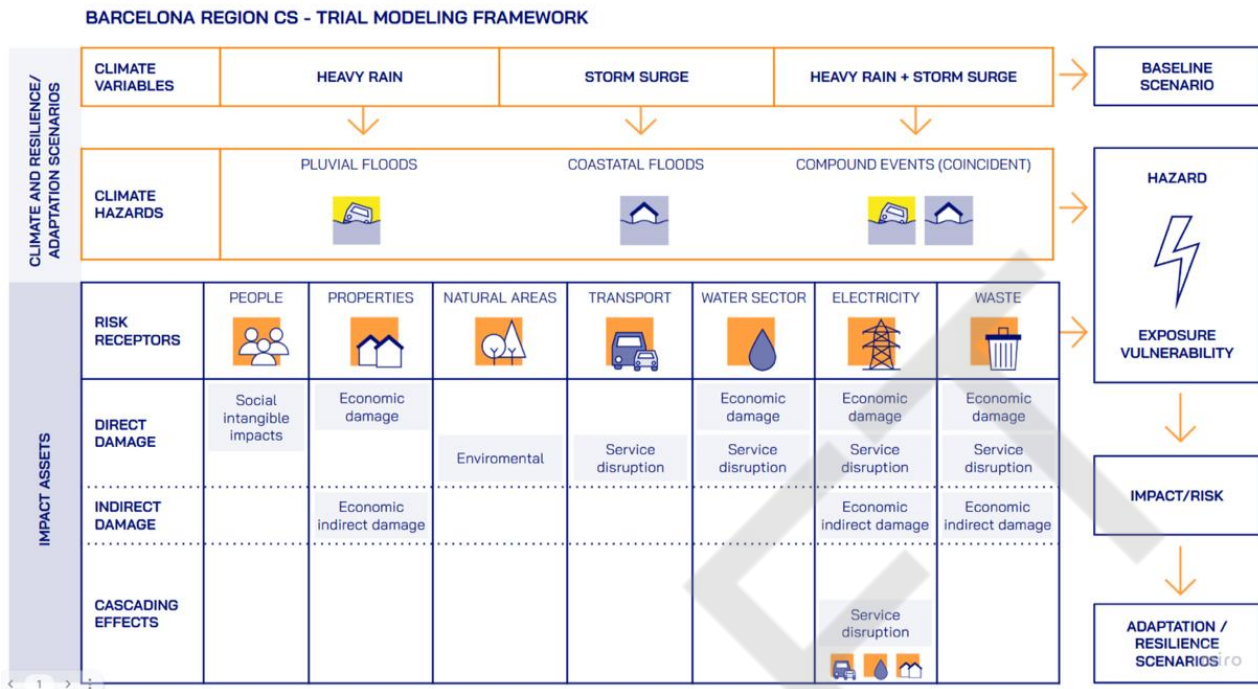 BARCELONA REGION CS - TRIAL MODELING FRAMEWORK
CLIMATE AND RESILIENCE/
ADAPTATION SCENARIOS
CLIMATE
VARIABLES
HEAVY RAIN
STORM SURGE
HEAVY RAIN + STORM SURGE
BASELINE
SCENARIO
CLIMATE
HAZARDS
PLUVIAL FLOODS
COASTATAL FLOODS
COMPOUND EVENTS (COINCIDENT)
HAZARD
EXPOSURE
VULNERABILITY
IMPACT ASSETS
RISK
RECEPTORS
PEOPLE
PROPERTIES
NATURAL AREAS
TRANSPORT
WATER SECTOR
ELECTRICITY
WASTE
DIRECT
DAMAGE
Social
intangible
impacts
Economic
damage
Enviromental
Service
disruption
Economic
damage
Service
disruption
Economic
damage
Service
disruption
Economic
damage
Service
disruption
INDIRECT
DAMAGE
Economic
indirect damage
Economic
indirect damage
Economic
indirect damage
IMPACT/RISK
CASCADING
EFFECTS
Service
disruption
ADAPTATION /
RESILIENCE
SCENARIOS
1